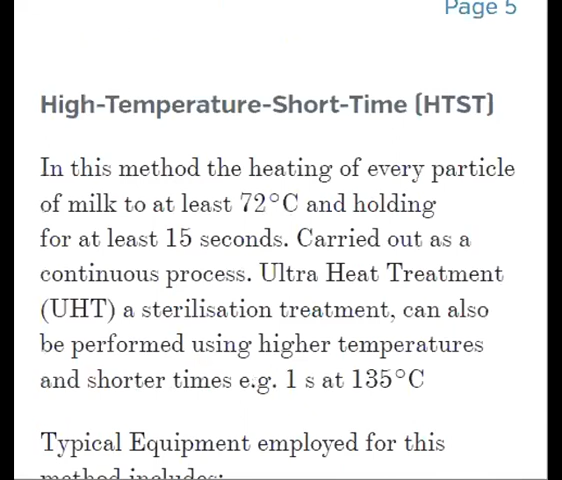 Page 5
High-Temperature-Short-Time (HTST)
In this method the heating of every particle
of milk to at least 72°C and holding
for at least 15 seconds. Carried out as a
continuous process. Ultra Heat Treatment
(UHT) a sterilisation treatment, can also
be performed using higher temperatures
and shorter times e.g. 1 s at 135°C
Typical Equipment employed for this
method includes: